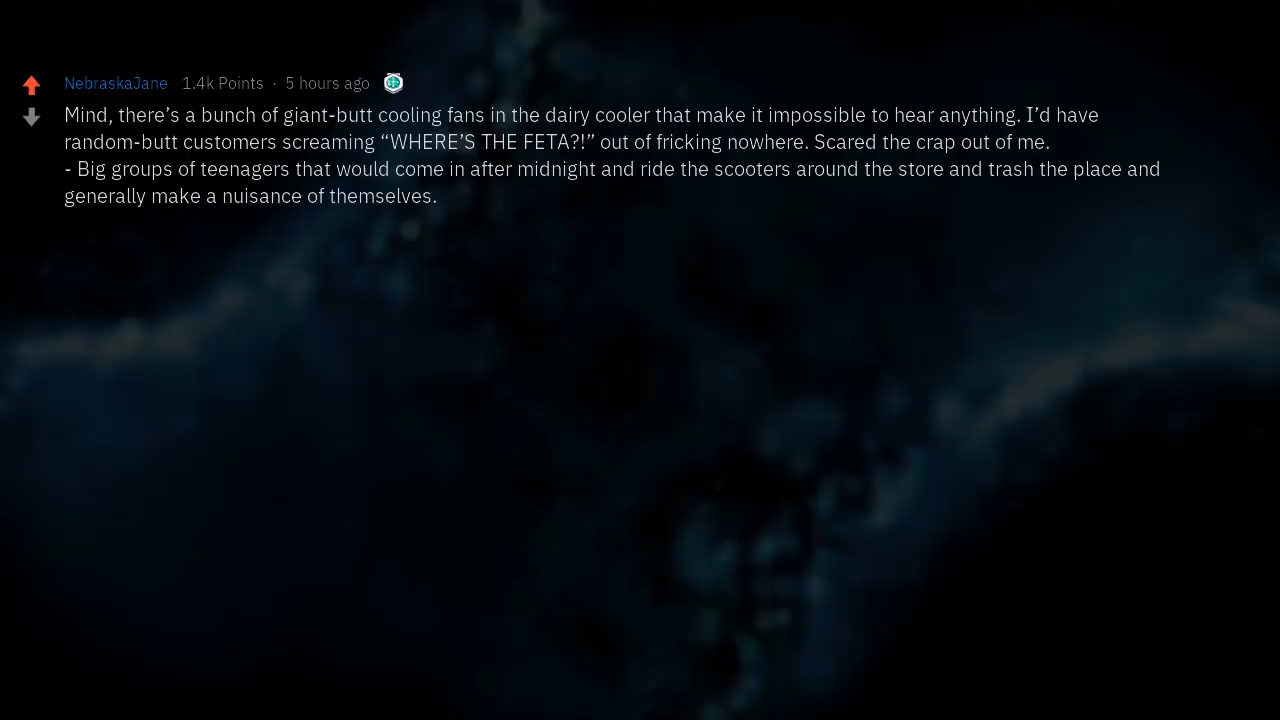 NebraskaJane 1.4k Points · 5 hours ago
Mind, there’s a bunch of giant-butt cooling fans in the dairy cooler that make it impossible to hear anything. I’d have
random-butt customers screaming “WHERE’S THE FETA?!” out of fricking nowhere. Scared the crap out of me.
- Big groups of teenagers that would come in after midnight and ride the scooters around the store and trash the place and
generally make a nuisance of themselves.